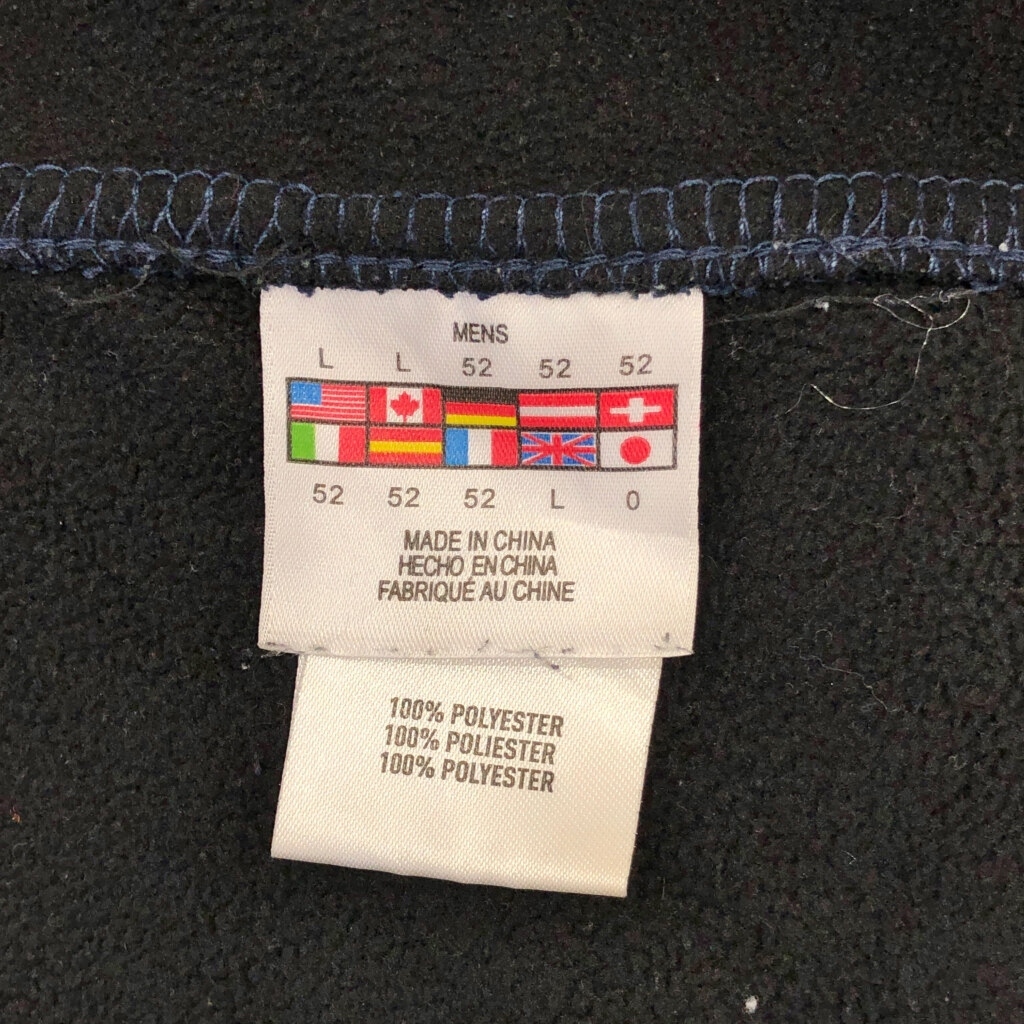 MENS
L L 52 52 52
52 52 52 L 0
MADE IN CHINA
HECHO EN CHINA
FABRIQUÉ AU CHINE
100% POLYESTER
100% POLIESTER
100% POLYESTER